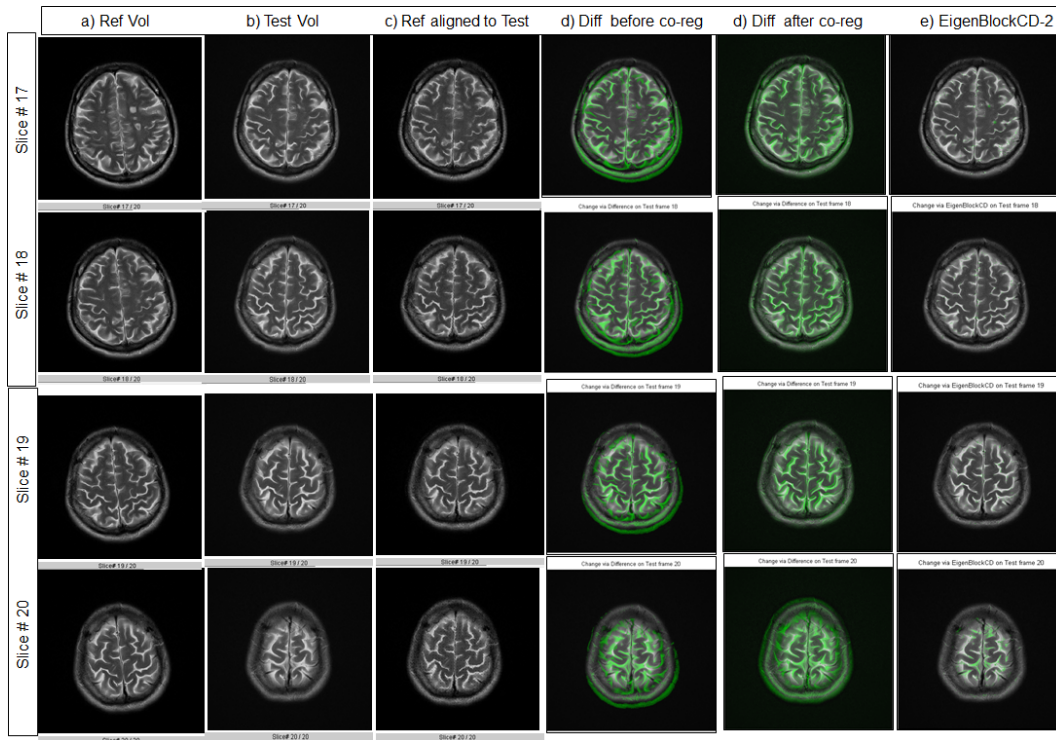 a) Ref Vol b) Test Vol c) Ref aligned to Test d) Diff before co-reg d) Diff after co-reg e) EigenBlockCD-2
Slice # 17
Slice# 17 / 20 Slice# 17 / 20 Slice# 17 / 20 Change via Difference on Test frame 18 Change via Difference on Test frame 18 Change via EigenBlockCD on Test frame 18
Slice # 18
Slice# 18 / 20 Slice# 18 / 20 Slice# 18 / 20 Change via Difference on Test frame 19 Change via Difference on Test frame 19 Change via EigenBlockCD on Test frame 19
Slice # 19
Slice# 19 / 20 Slice# 19 / 20 Slice# 19 / 20 Change via Difference on Test frame 20 Change via Difference on Test frame 20 Change via EigenBlockCD on Test frame 20
Slice # 20
Slice# 20 / 20 Slice# 20 / 20 Slice# 20 / 20